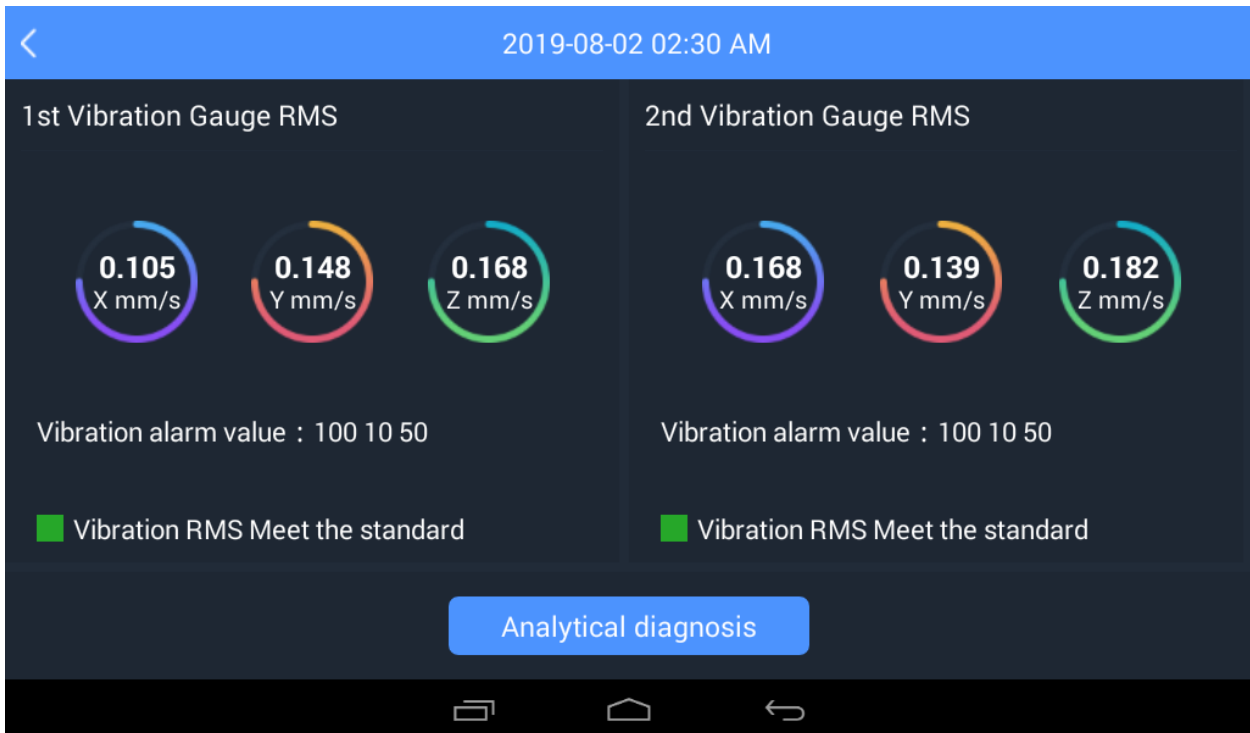 2019-08-02 02:30 AM
1st Vibration Gauge RMS
0.105
X mm/s
0.148
Y mm/s
0.168
Z mm/s
Vibration alarm value：100 10 50
Vibration RMS Meet the standard
2nd Vibration Gauge RMS
0.168
X mm/s
0.139
Y mm/s
0.182
Z mm/s
Vibration alarm value：100 10 50
Vibration RMS Meet the standard
Analytical diagnosis